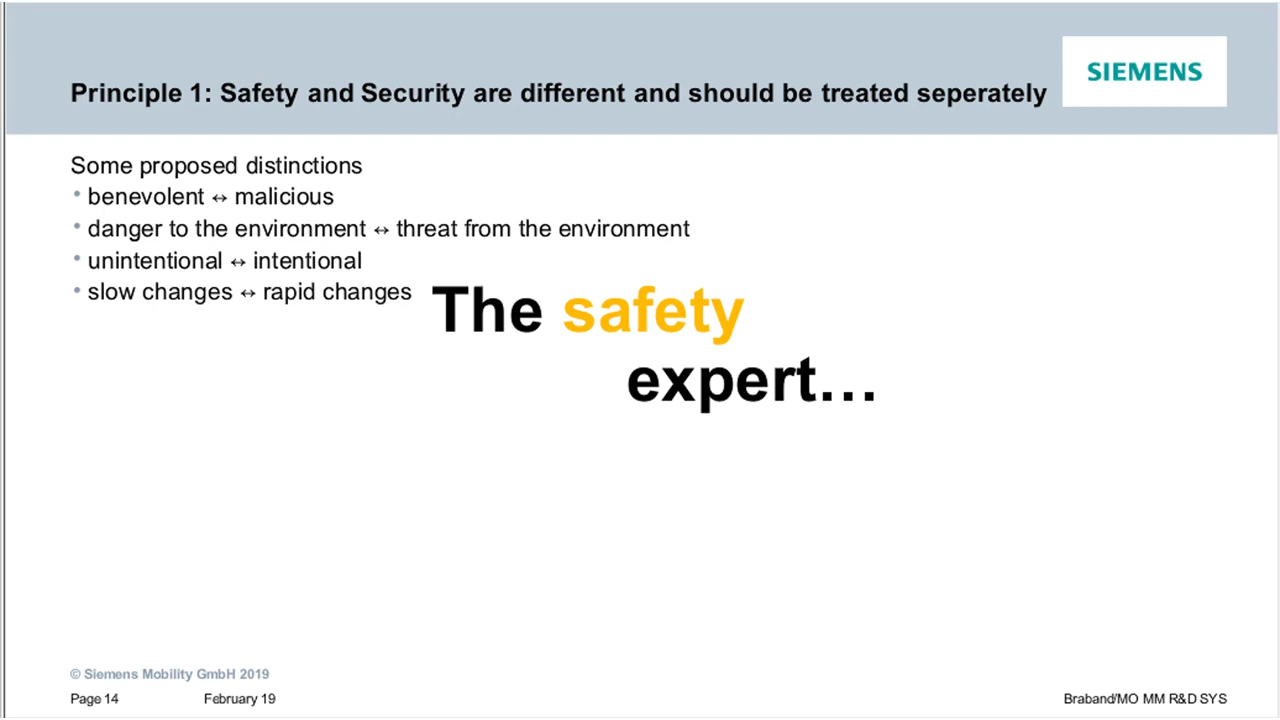 SIEMENS
Principle 1: Safety and Security are different and should be treated seperately
Some proposed distinctions
• benevolent ↔ malicious
• danger to the environment ↔ threat from the environment
• unintentional ↔ intentional
• slow changes ↔ rapid changes
The safety
expert…
© Siemens Mobility GmbH 2019
Page 14 February 19 Braband/MO MM R&D SYS